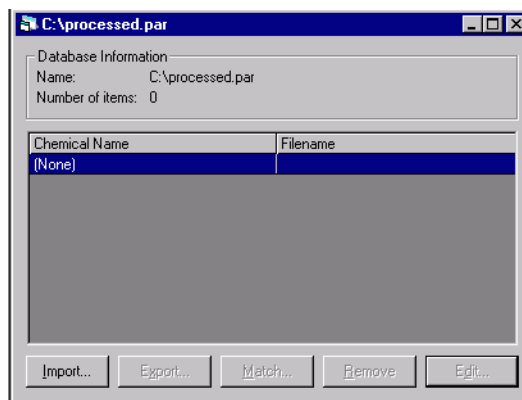 C:\processed.par
Database Information
Name: C:\processed.par
Number of items: 0
Chemical Name Filename
(None)
Import... Export... Match... Remove Edit...